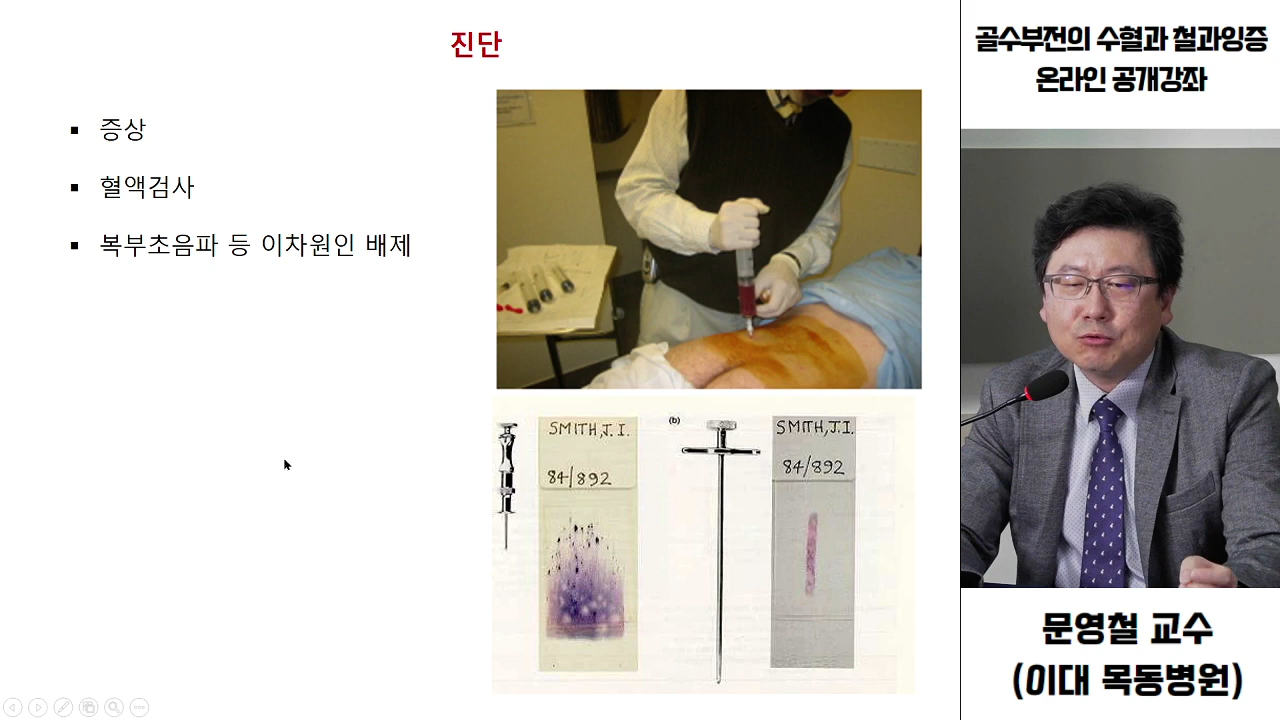 진단
▪ 증상
▪ 혈액검사
▪ 복부초음파 등 이차원인 배제
SMITH, J. I.
84/892
(b)
SMITH, J. I.
84/892
골수부전의 수혈과 철과잉증
온라인 공개강좌
문영철 교수
(이대 목동병원)